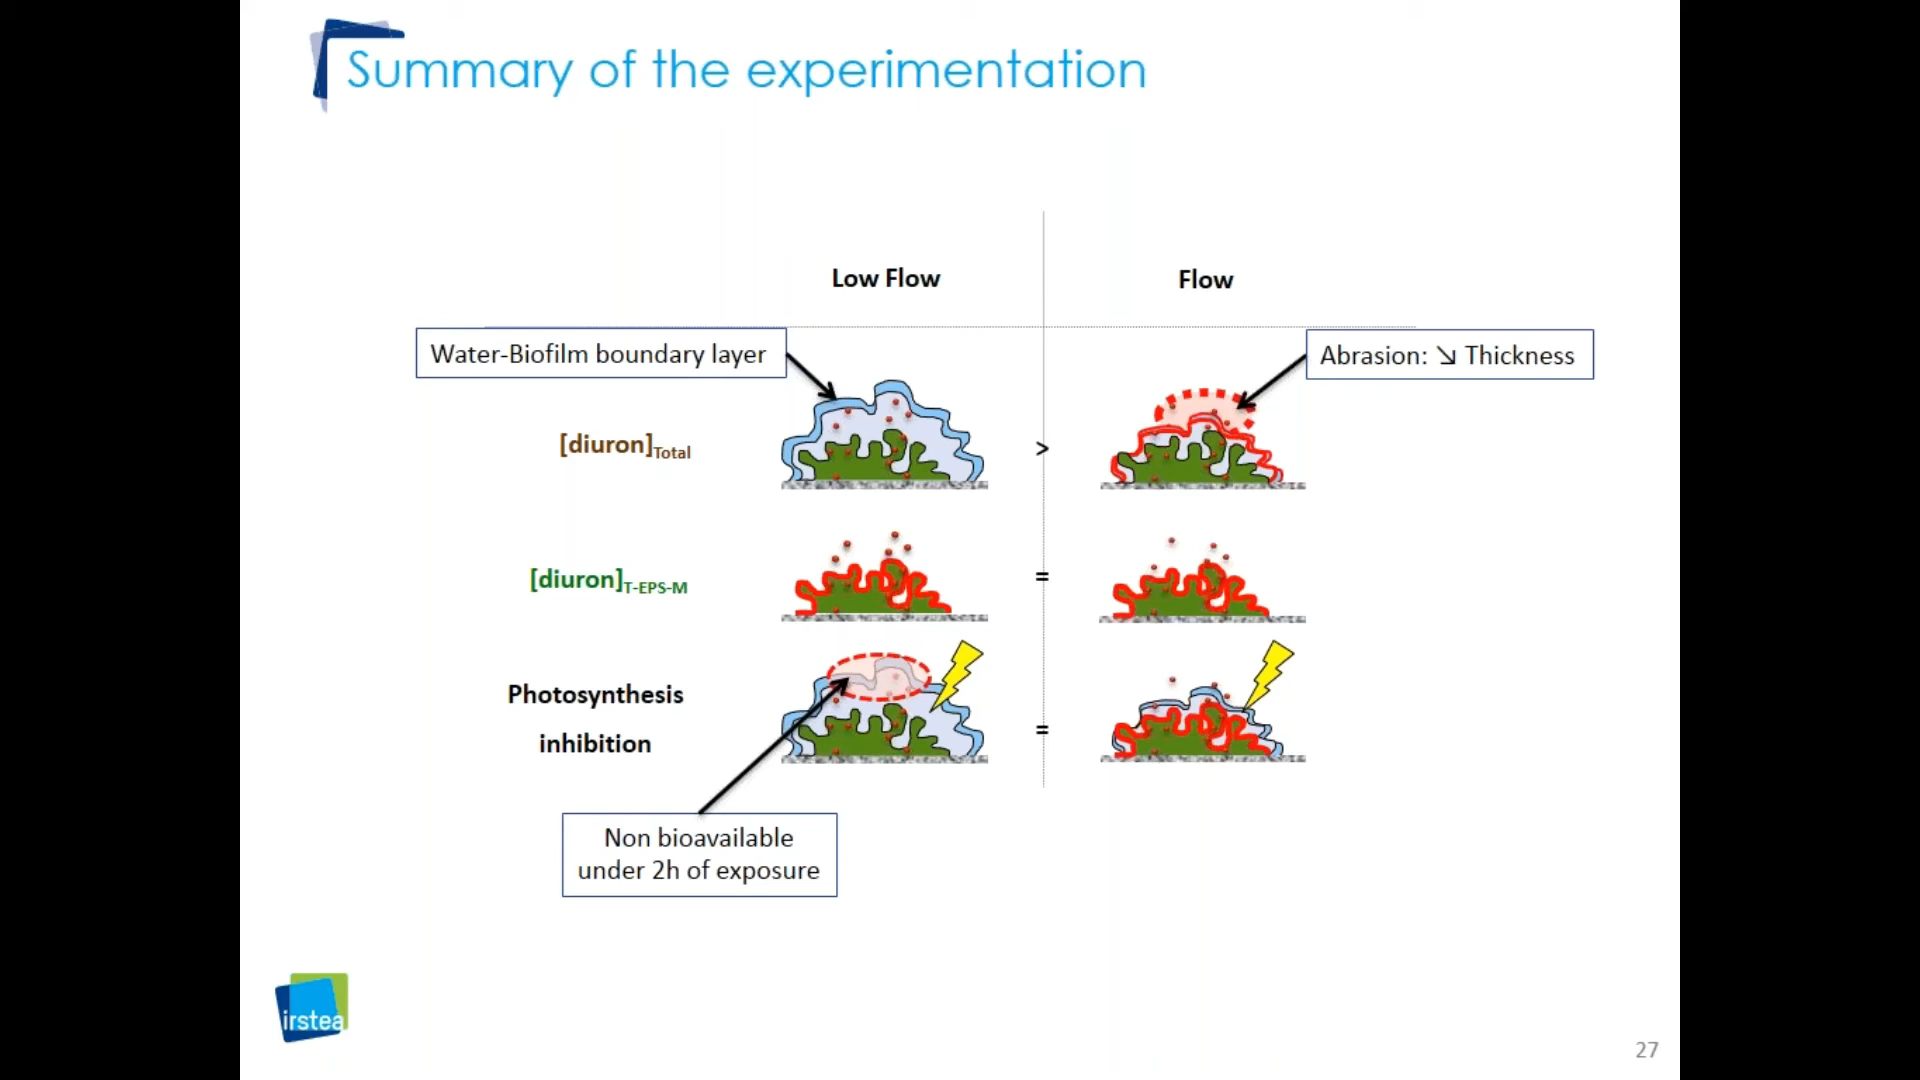 Summary of the experimentation
Low Flow
Flow
Water-Biofilm boundary layer
Abrasion: ↘ Thickness
[diuron]Total
>
[diuron]T-EPS-M
=
Photosynthesis
inhibition
=
Non bioavailable
under 2h of exposure
irstea
27